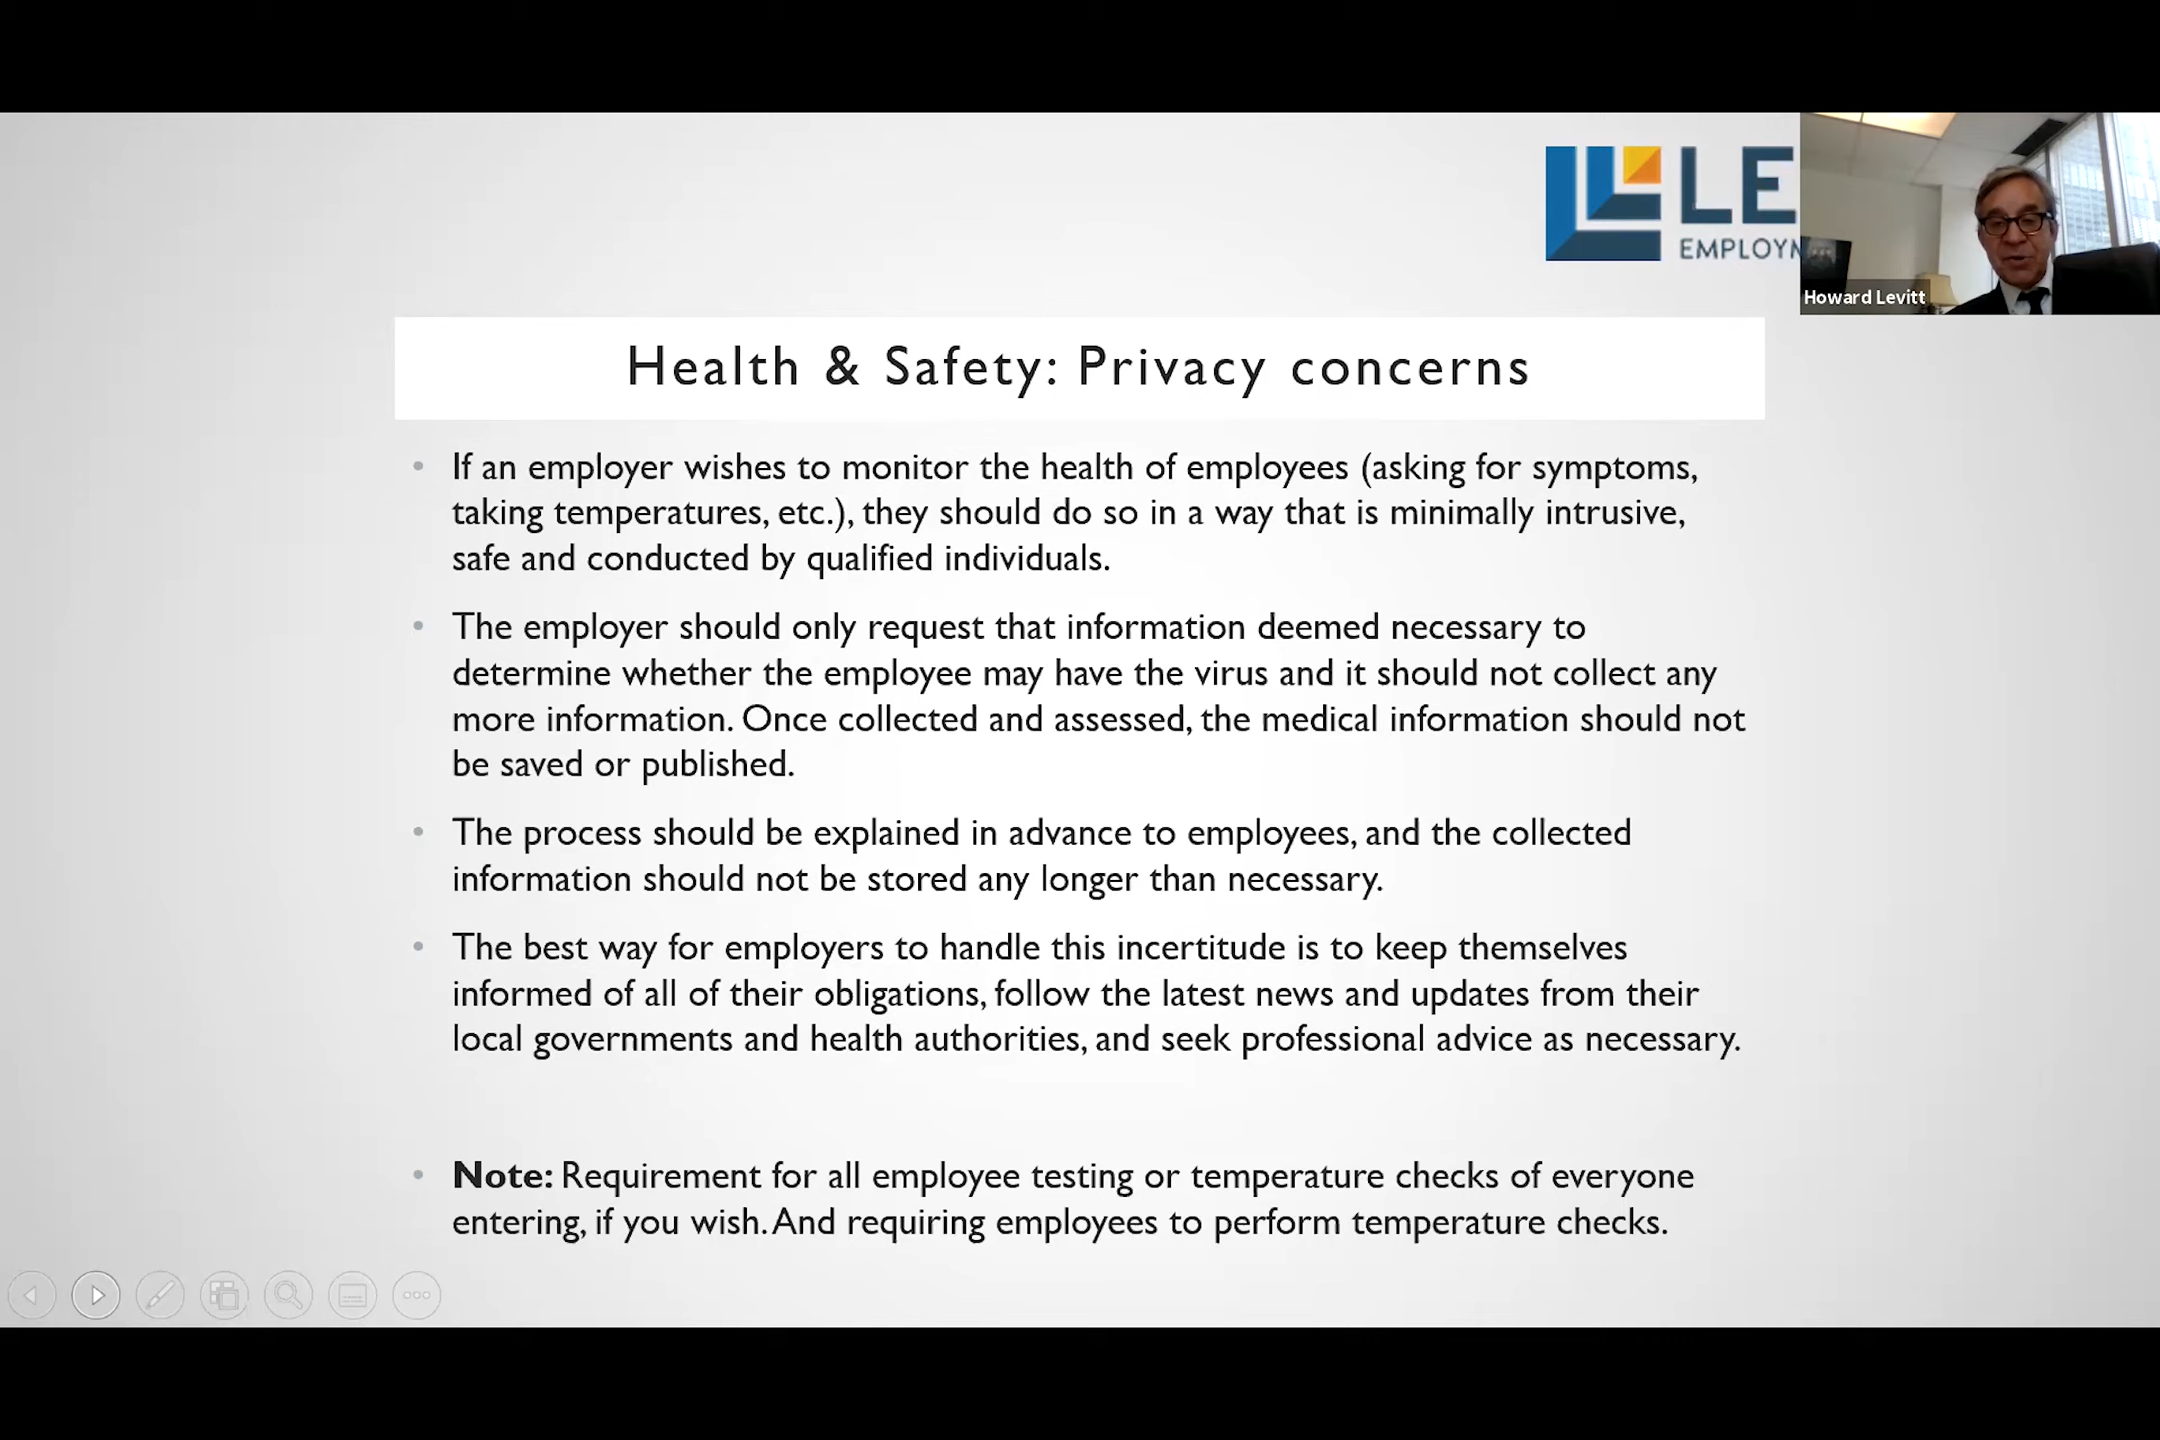 LE
EMPLOY
Howard Levitt
Health & Safety: Privacy concerns
• If an employer wishes to monitor the health of employees (asking for symptoms,
taking temperatures, etc.), they should do so in a way that is minimally intrusive,
safe and conducted by qualified individuals.
• The employer should only request that information deemed necessary to
determine whether the employee may have the virus and it should not collect any
more information. Once collected and assessed, the medical information should not
be saved or published.
• The process should be explained in advance to employees, and the collected
information should not be stored any longer than necessary.
• The best way for employers to handle this incertitude is to keep themselves
informed of all of their obligations, follow the latest news and updates from their
local governments and health authorities, and seek professional advice as necessary.
• Note: Requirement for all employee testing or temperature checks of everyone
entering, if you wish. And requiring employees to perform temperature checks.